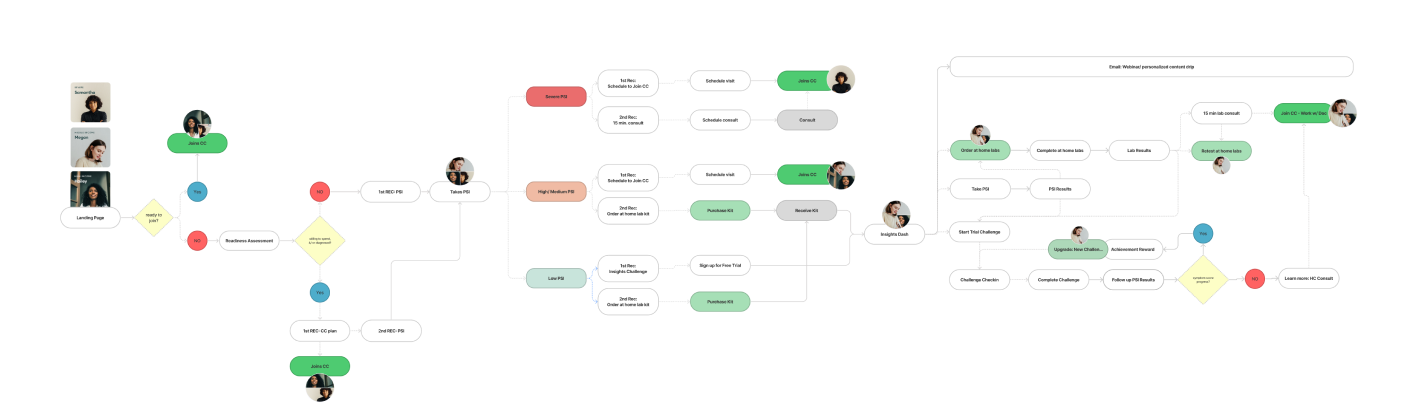 Samantha
Megan
Haley
Landing Page
ready to join?
Yes
NO
Joins CC
Readiness Assessment
NO
Yes
1st REC- PSI
1st REC- CC plan
2nd REC- PSI
Joins CC
Takes PSI
Severe PSI
1st Rec:
Schedule to Join CC
Schedule visit
Joins CC
2nd Rec:
15 min. consult
Schedule consult
Consult
High/ Medium PSI
1st Rec:
Schedule to Join CC
Schedule visit
Joins CC
2nd Rec:
Order at home lab kit
Purchase Kit
Receive Kit
Low PSI
1st Rec:
Insights Challenge
Sign up for Free Trial
2nd Rec:
Order at home lab kit
Purchase Kit
Insights Dash
Email: Webinar/ personalized content drip
Order at home labs
Complete at home labs
Lab Results
15 min lab consult
Join CC / Work w/ Doc
Retest at home labs
Take PSI
PSI Results
Start Trial Challenge
Upgrade: New Challen...
Achievement Reward
Yes
Challenge Checkin
Complete Challenge
Follow up PSI Results
NO
Learn more: HC Consult